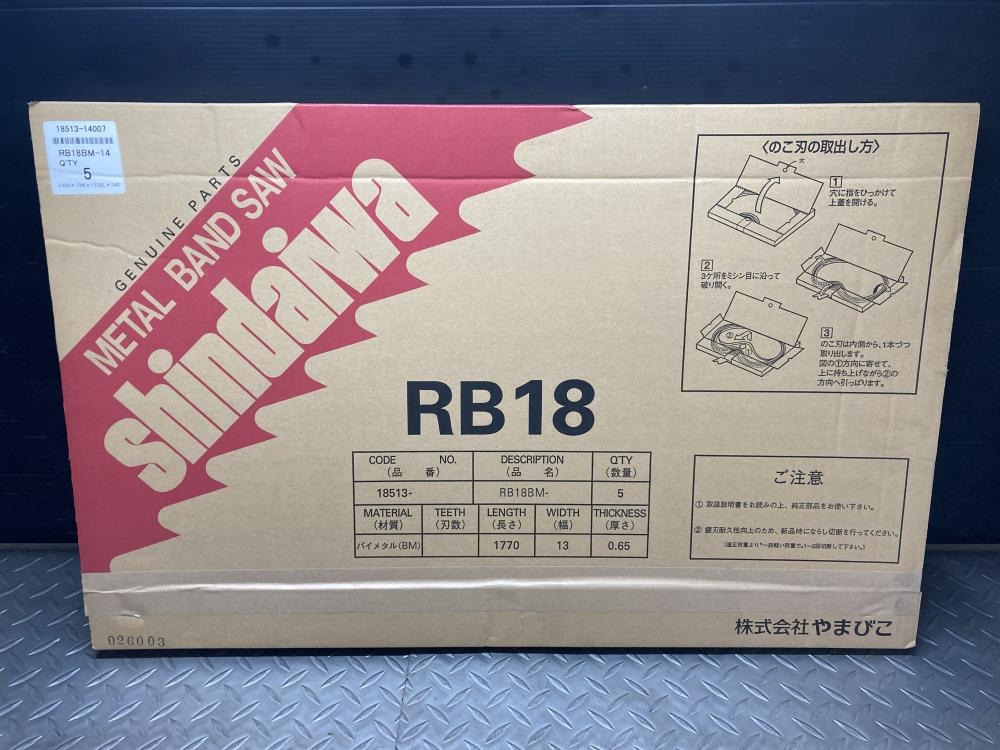 18513-14007
RB18BM-14
Q'TY
5
GENUINE PARTS
METAL BAND SAW
shindaiwa
RB18
CODE NO.
(品 番)
DESCRIPTION
(品 名)
Q'TY
(数量)
18513-
RB18BM-
5
MATERIAL
(材質)
TEETH
(刃数)
LENGTH
(長さ)
WIDTH
(幅)
THICKNESS
(厚さ)
バイメタル(BM)
1770
13
0.65
〈のこ刃の取出し方〉
穴
1
穴に指をひっかけて
上蓋を開ける。
2
3ケ所をミシン目に沿って
破り開く。
3
のこ刃は内側から、1本づつ
取り出します。
図の①方向に寄せて、
上に持ち上げながら②の
方向へ引っぱります。
②
①
ご注意
① 取扱説明書をお読みの上、純正部品をお使い下さい。
② 鋸刃耐久性向上のため、新品時にならし切断を行ってください。
026003
株式会社やまびこ